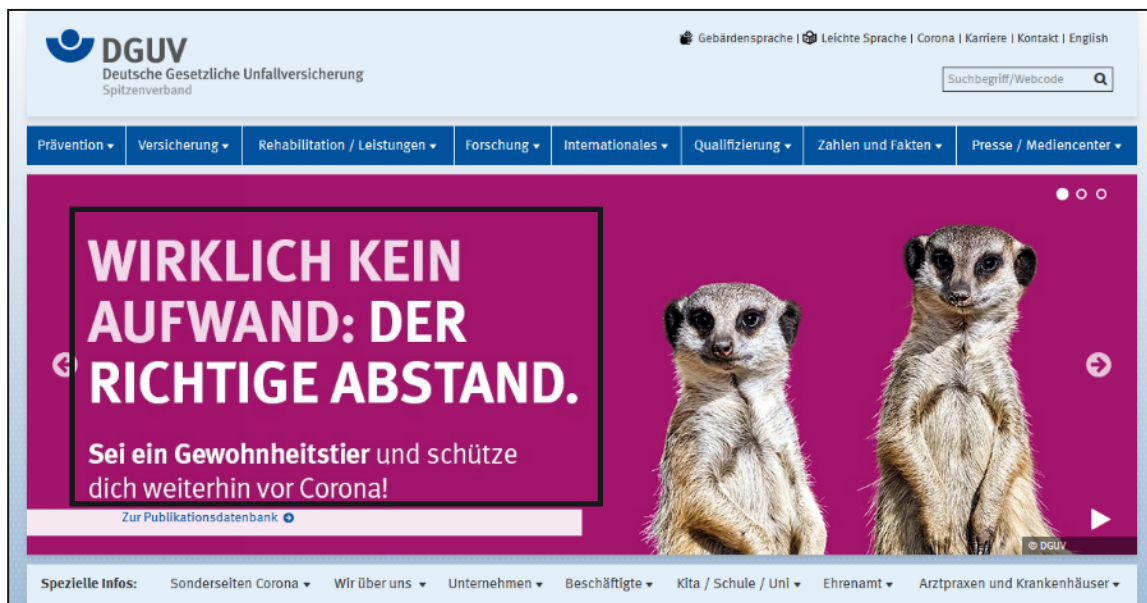 DGUV
Deutsche Gesetzliche Unfallversicherung
Spitzenverband
Gebärdensprache | Leichte Sprache | Corona | Karriere | Kontakt | English
Suchbegriff/Webcode
Prävention Versicherung Rehabilitation / Leistungen Forschung Internationales Qualifizierung Zahlen und Fakten Presse / Mediencenter
WIRKLICH KEIN
AUFWAND: DER
RICHTIGE ABSTAND.
Sei ein Gewohnheitstier und schütze
dich weiterhin vor Corona!
Zur Publikationsdatenbank
© DGUV
Spezielle Infos: Sonderseiten Corona Wir über uns Unternehmen Beschäftigte Kita / Schule / Uni Ehrenamt Arztpraxen und Krankenhäuser